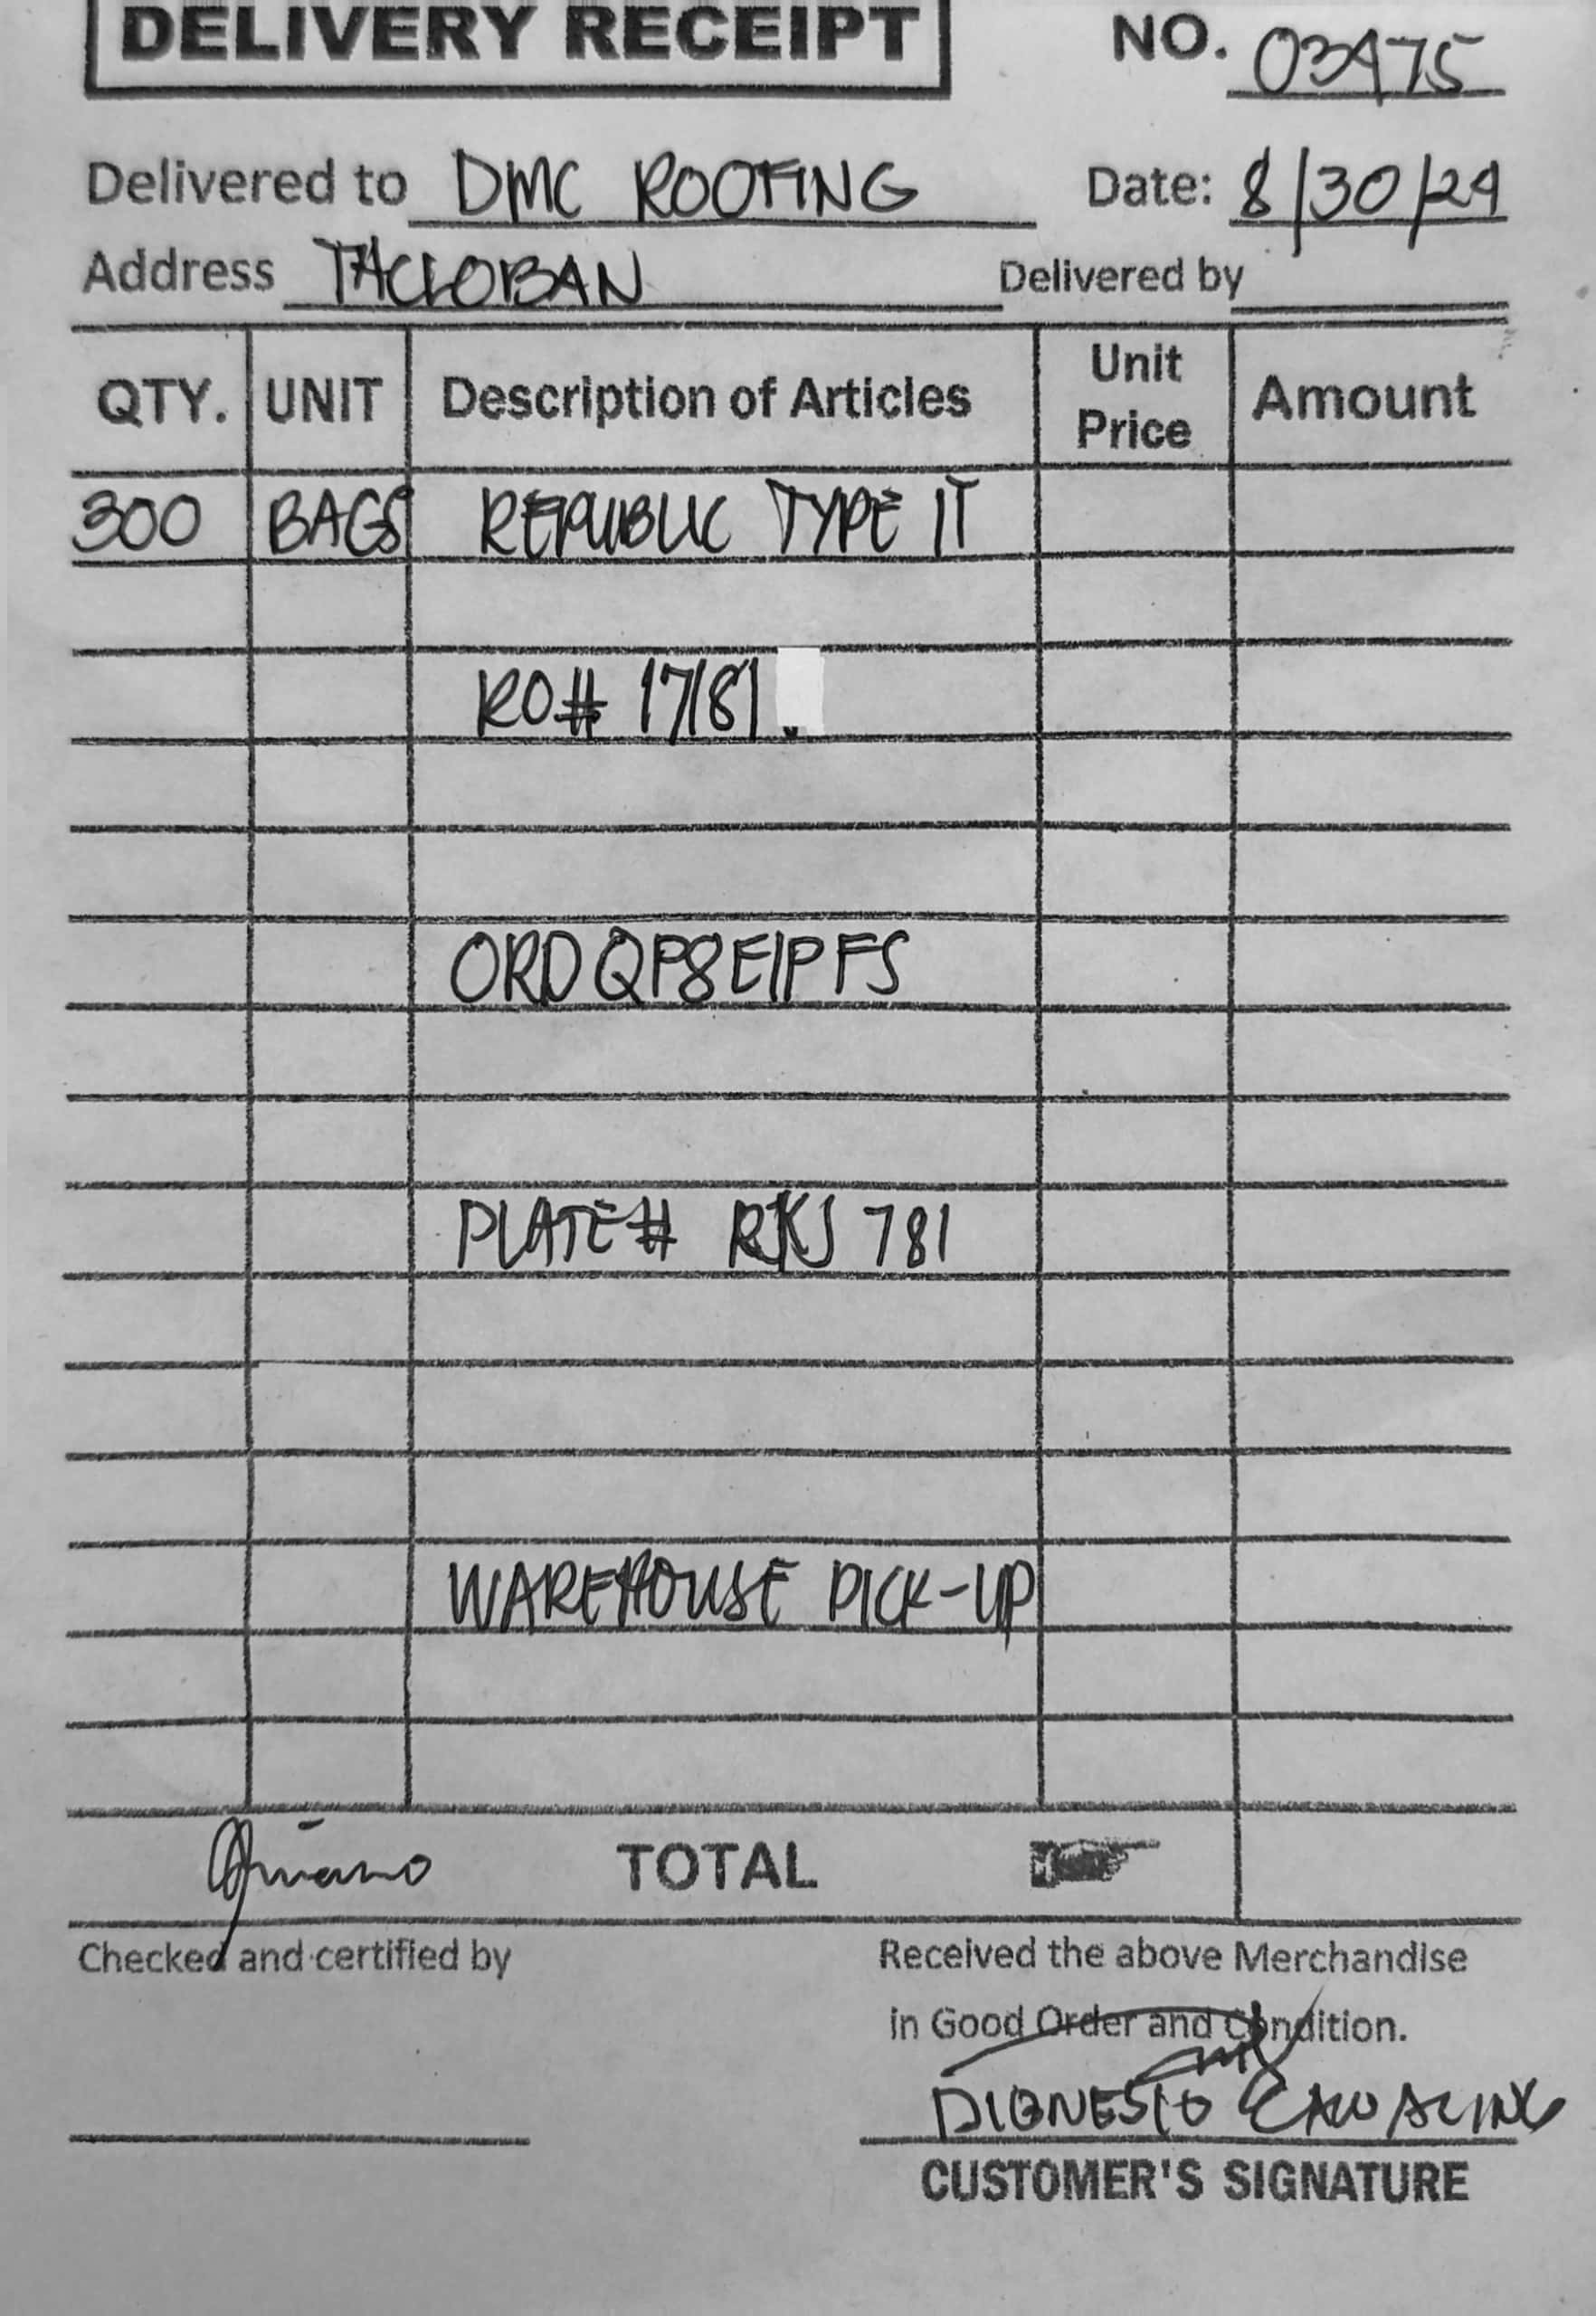 DELIVERY RECEIPT
NO. 03475
Delivered to DMC ROOFING Date: 8/30/24
Address TACLOBAN Delivered by
QTY. UNIT Description of Articles Unit Price Amount
300 BAGS REPUBLIC TYPE IT
RO# 17181
ORDQP8E1PFS
PLATE# RKJ 781
WAREHOUSE PICK-UP
TOTAL
Checked and certified by
Received the above Merchandise
in Good Order and Condition.
DIONESIO
CUSTOMER'S SIGNATURE